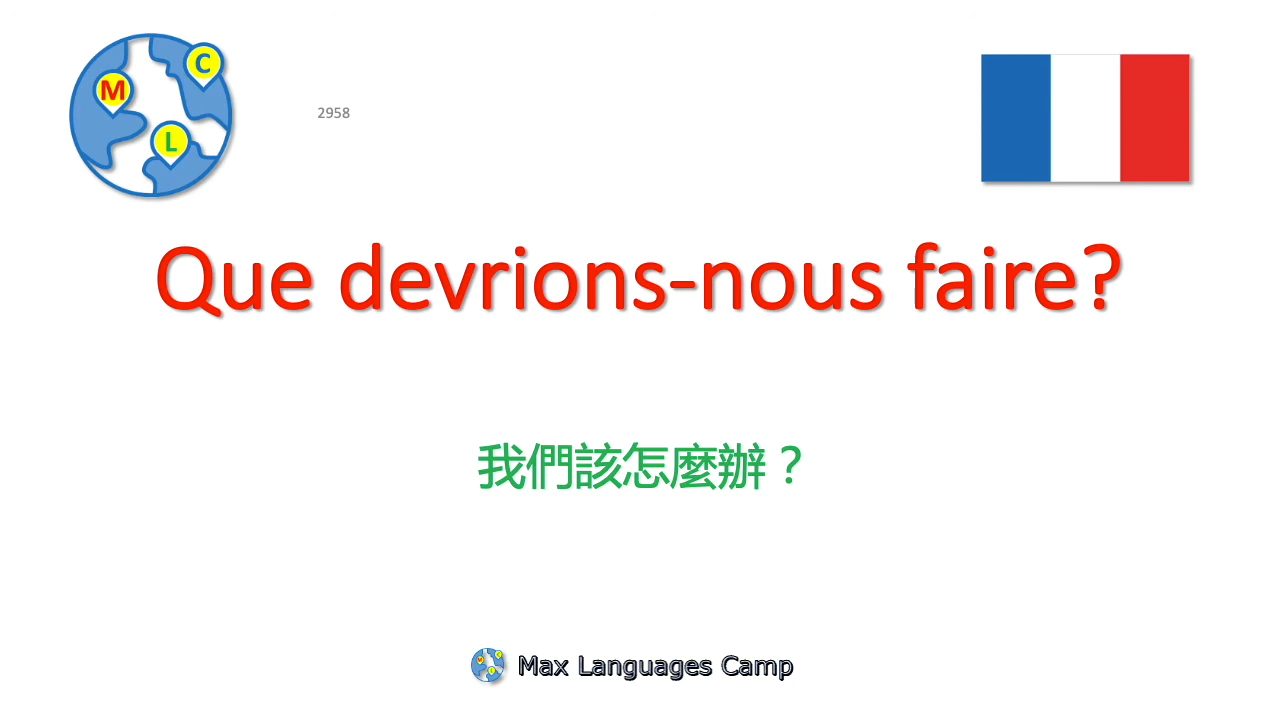 M
C
L
2958
Que devrions-nous faire?
我們該怎麼辦？
Max Languages Camp